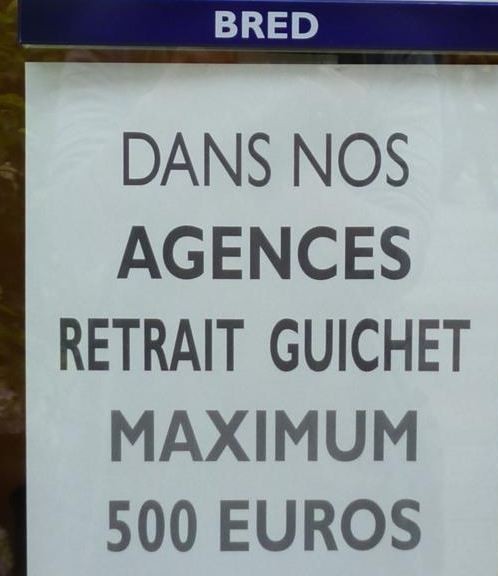 BRED
DANS NOS
AGENCES
RETRAIT GUICHET
MAXIMUM
500 EUROS